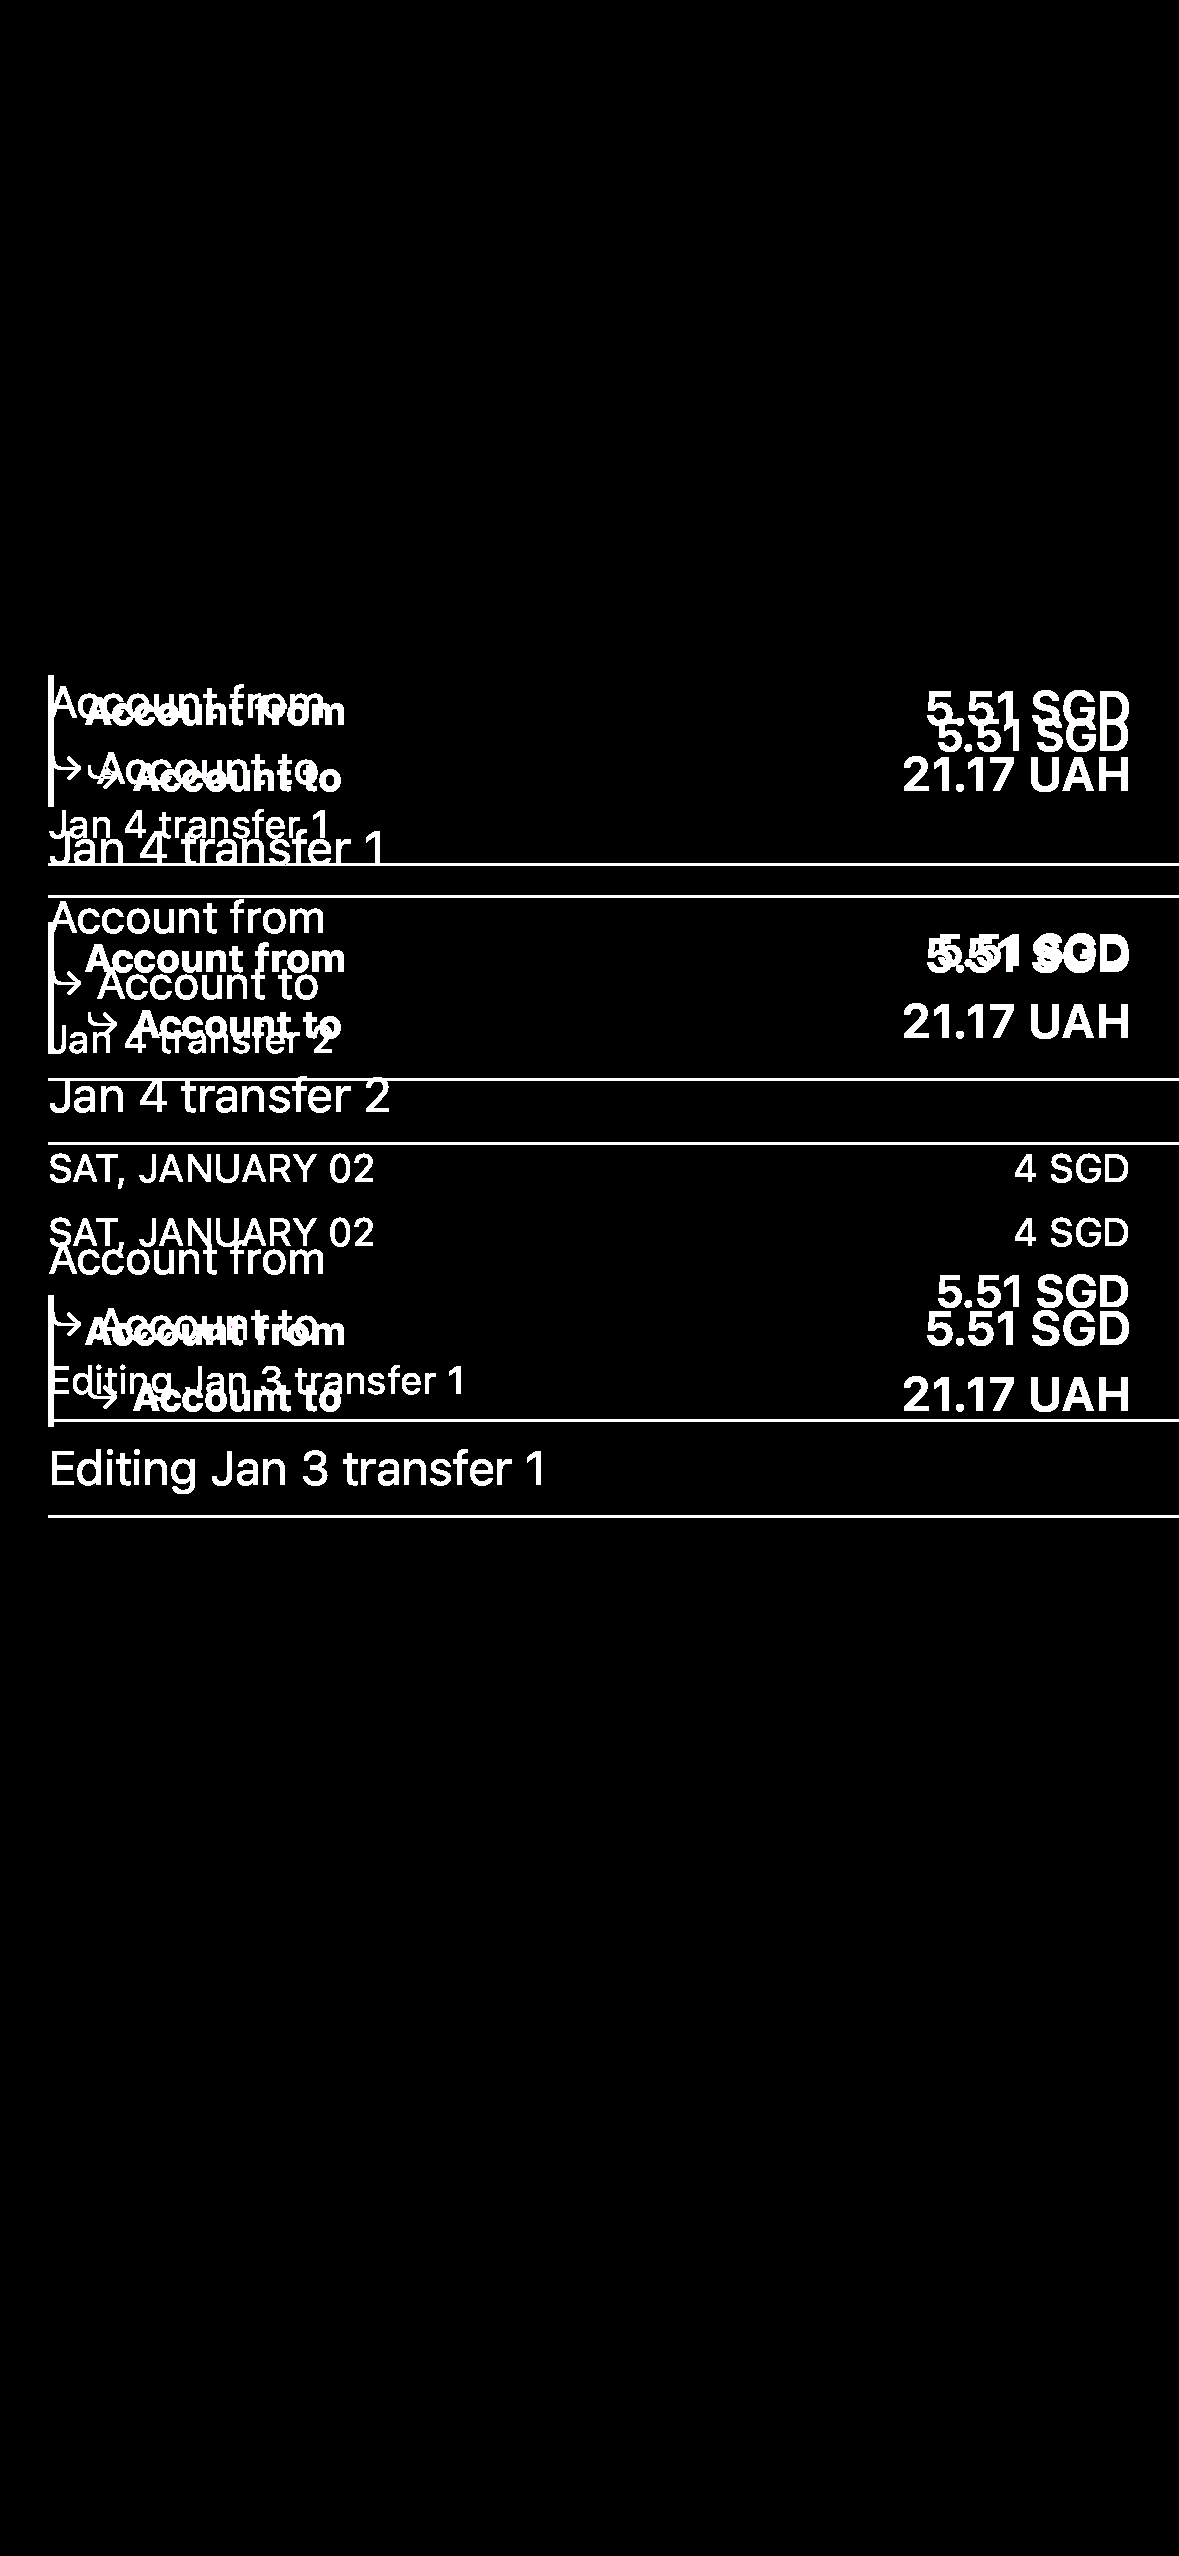 Account from
Account from
5.51 SGD
5.51 SGD
↳ Account to
↳ Account to
21.17 UAH
Jan 4 transfer 1
Jan 4 transfer 1
Account from
Account from
5.51 SGD
5.51 SGD
↳ Account to
↳ Account to
21.17 UAH
Jan 4 transfer 2
Jan 4 transfer 2
SAT, JANUARY 02 4 SGD
SAT, JANUARY 02 4 SGD
Account from
5.51 SGD
↳ Account to
Account from
5.51 SGD
Editing Jan 3 transfer 1
↳ Account to
21.17 UAH
Editing Jan 3 transfer 1